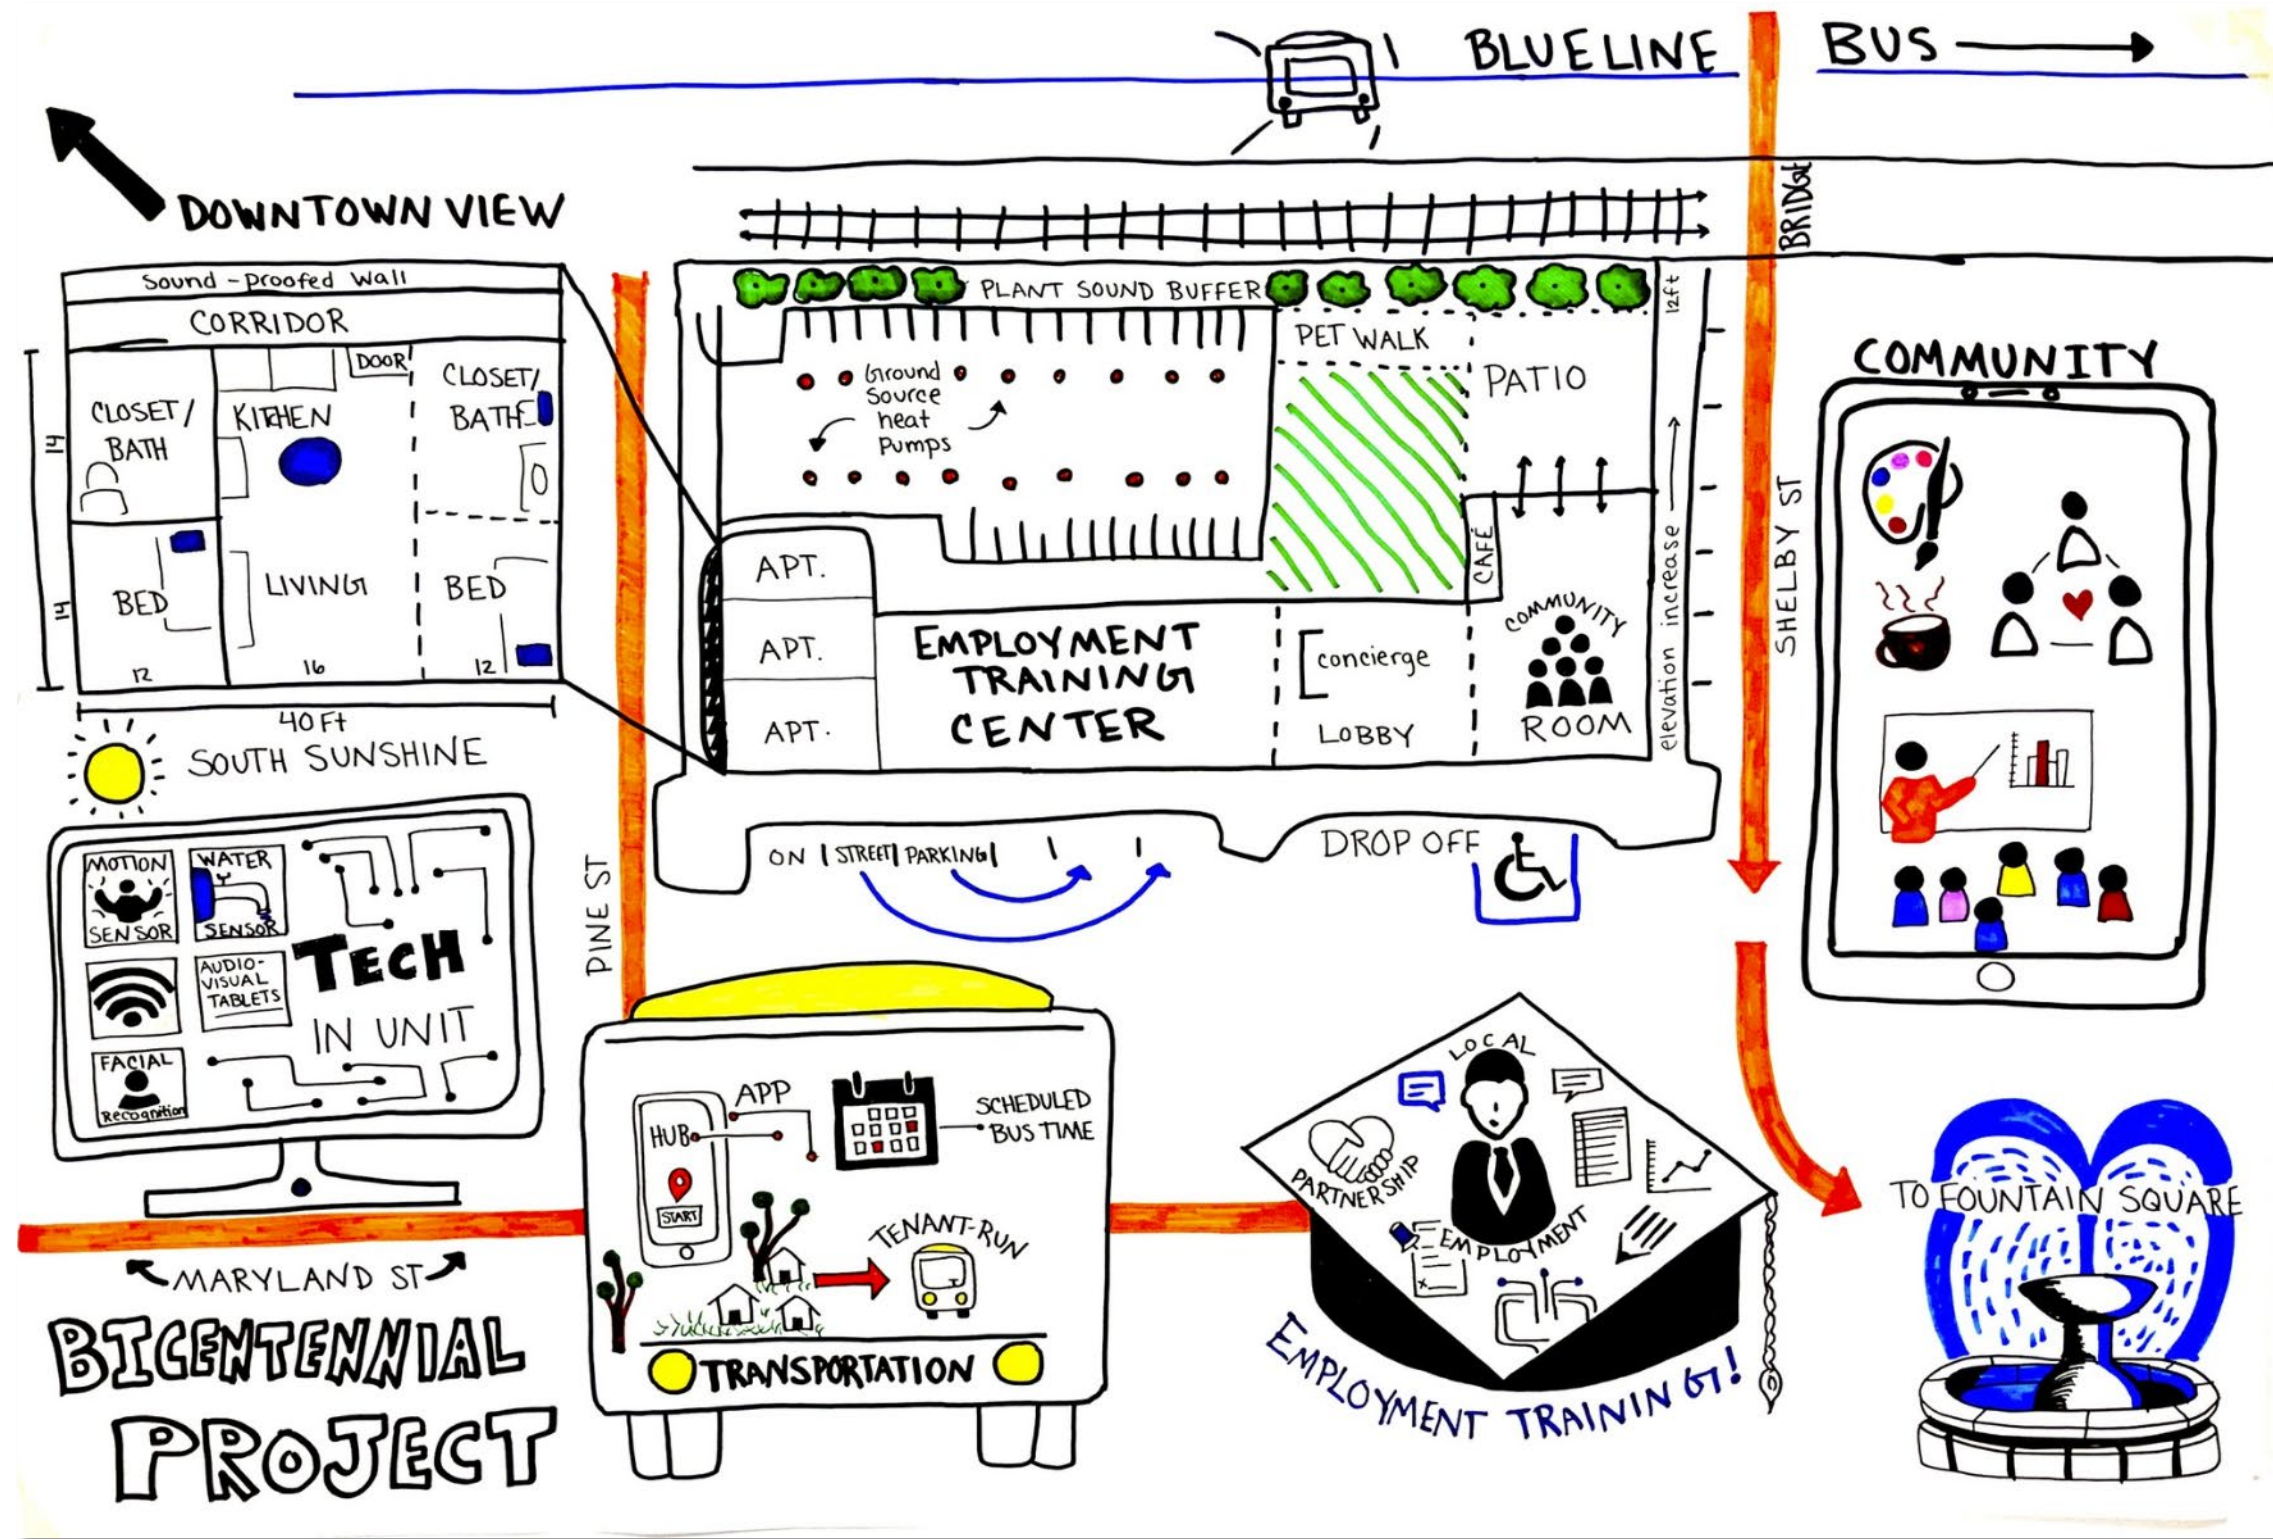 BLUELINE BUS
DOWNTOWN VIEW
BRIDGE
Sound-Proofed Wall
CORRIDOR
DOOR
CLOSET/
BATH
KITCHEN
CLOSET/
BATH
14
14
BED
LIVING
BED
12
16
12
40Ft
SOUTH SUNSHINE
PLANT SOUND BUFFER
12ft
PET WALK
PATIO
Ground
Source
heat
Pumps
CAFÉ
APT.
APT.
APT.
EMPLOYMENT
TRAINING
CENTER
concierge
LOBBY
COMMUNITY
ROOM
elevation increase
SHELBY ST
COMMUNITY
ON STREET PARKING
DROP OFF
PINE ST
MOTION
SENSOR
WATER
SENSOR
AUDIO-
VISUAL
TABLETS
FACIAL
Recognition
TECH
IN UNIT
MARYLAND ST
BICENTENNIAL
PROJECT
APP
HUB
START
SCHEDULED
BUS TIME
TENANT-RUN
TRANSPORTATION
LOCAL
PARTNERSHIP
EMPLOYMENT
EMPLOYMENT TRAINING!
TO FOUNTAIN SQUARE